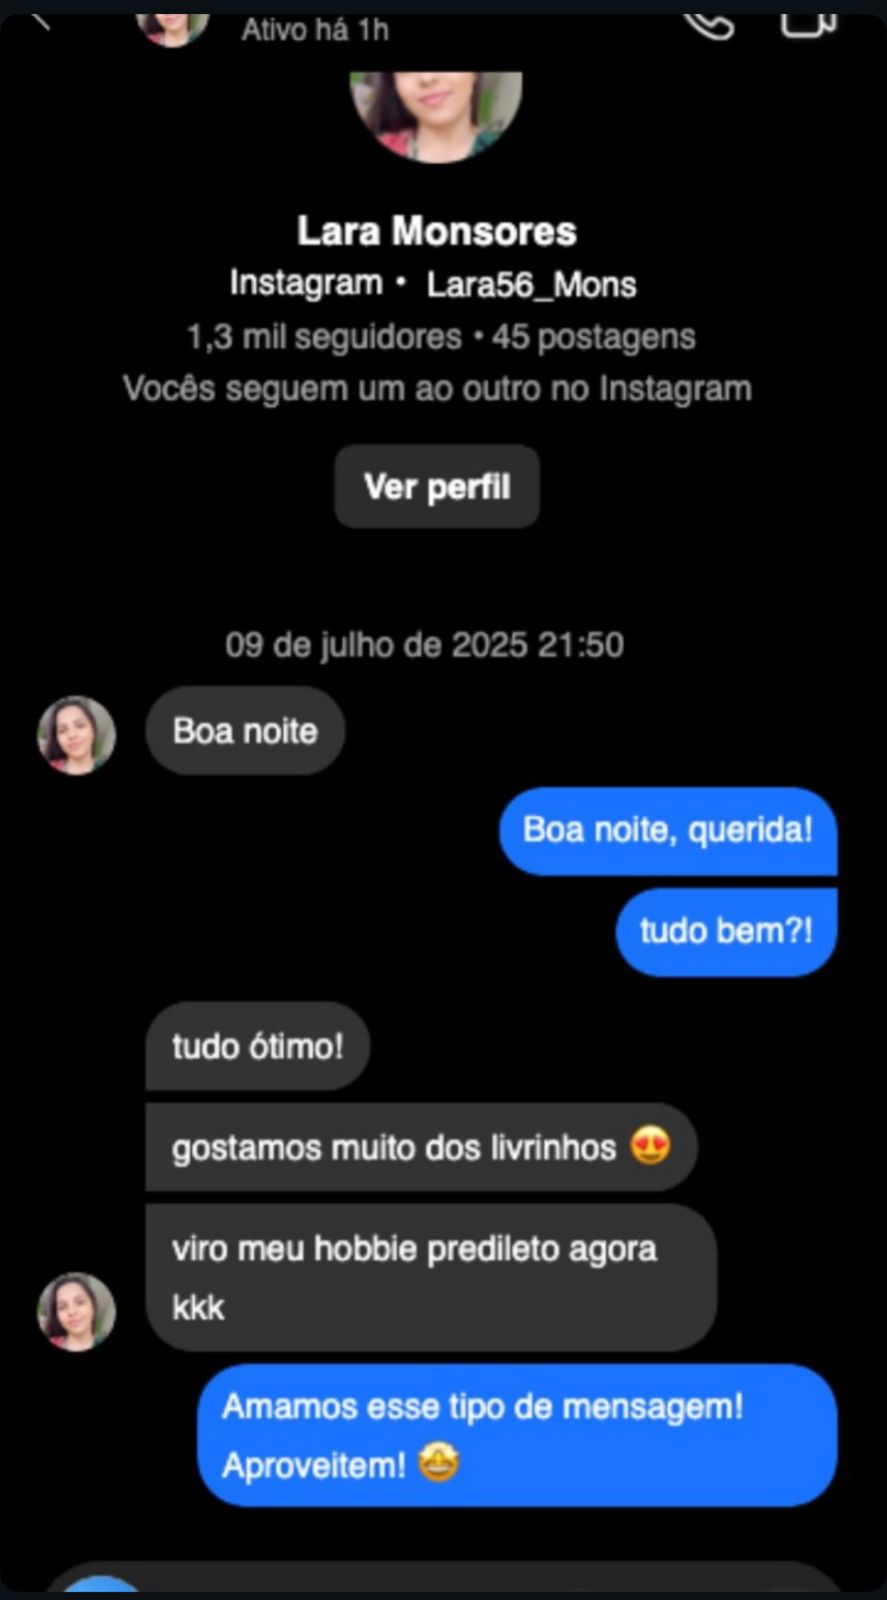 Ativo há 1h
Lara Monsores
Instagram • Lara56_Mons
1,3 mil seguidores • 45 postagens
Vocês seguem um ao outro no Instagram
Ver perfil
09 de julho de 2025 21:50
Boa noite
Boa noite, querida!
tudo bem?!
tudo ótimo!
gostamos muito dos livrinhos 😍
viro meu hobbie predileto agora
kkk
Amamos esse tipo de mensagem!
Aproveitem! 🤩